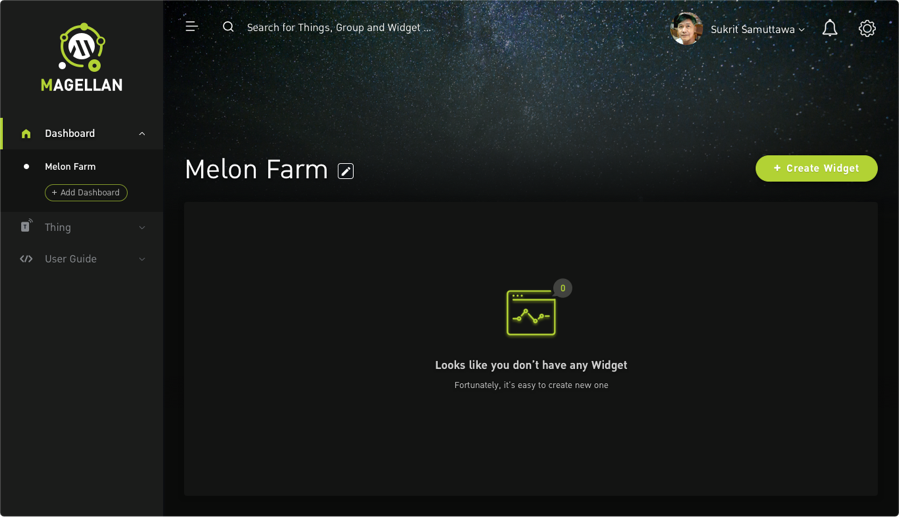 Search for Things, Group and Widget ...
Sukrit Samuttawa
MAGELLAN
Dashboard
Melon Farm
+ Add Dashboard
T
Thing
User Guide
Melon Farm
+ Create Widget
0
Looks like you don't have any Widget
Fortunately, it's easy to create new one